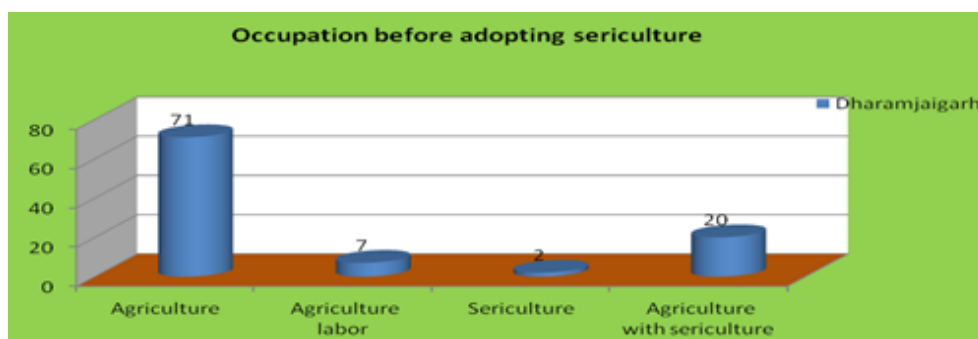 Occupation before adopting sericulture
Dharamjaigarh
80
60
40
20
0
71
7
2
20
Agriculture
Agriculture
labor
Sericulture
Agriculture
with sericulture